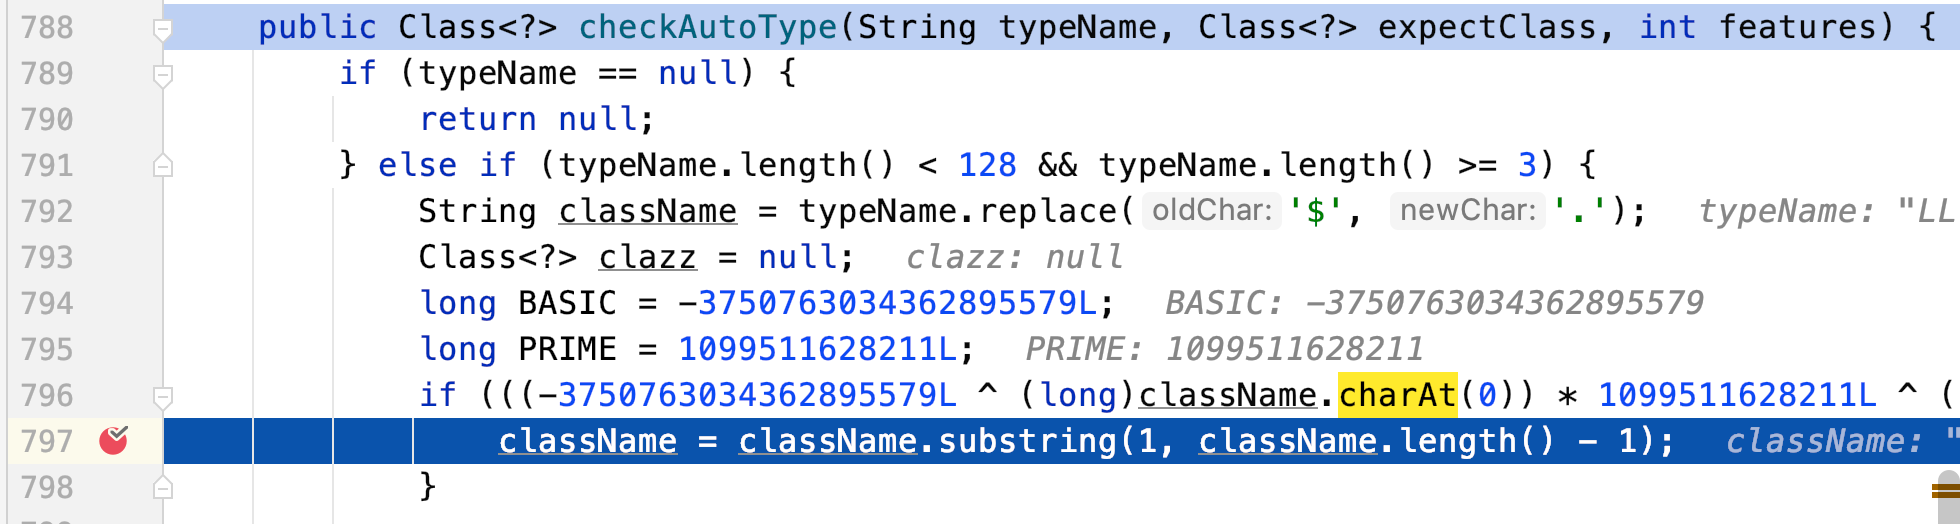 788 public Class<?> checkAutoType(String typeName, Class<?> expectClass, int features) {
789 if (typeName == null) {
790 return null;
791 } else if (typeName.length() < 128 && typeName.length() >= 3) {
792 String className = typeName.replace( oldChar: '$', newChar: '.'); typeName: "LL
793 Class<?> clazz = null; clazz: null
794 long BASIC = -3750763034362895579L; BASIC: -3750763034362895579
795 long PRIME = 1099511628211L; PRIME: 1099511628211
796 if (((-3750763034362895579L ^ (long)className.charAt(0)) * 1099511628211L ^ (
797 className = className.substring(1, className.length() - 1); className: "
798 }